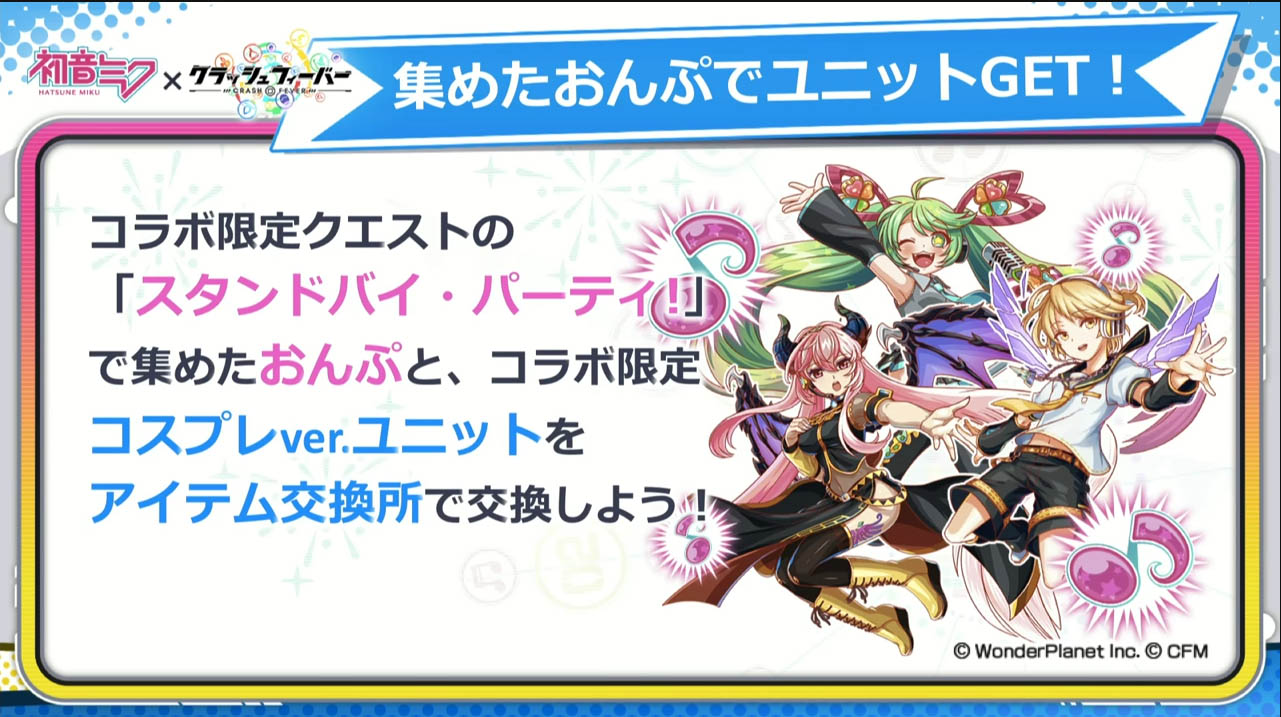 初音ミク
HATSUNE MIKU
×
クラッシュフィーバー
CRASH FEVER
集めたおんぷでユニットGET！
コラボ限定クエストの
「スタンドバイ・パーティ！」
で集めたおんぷと、コラボ限定
コスプレver.ユニットを
アイテム交換所で交換しよう！
© WonderPlanet Inc. © CFM